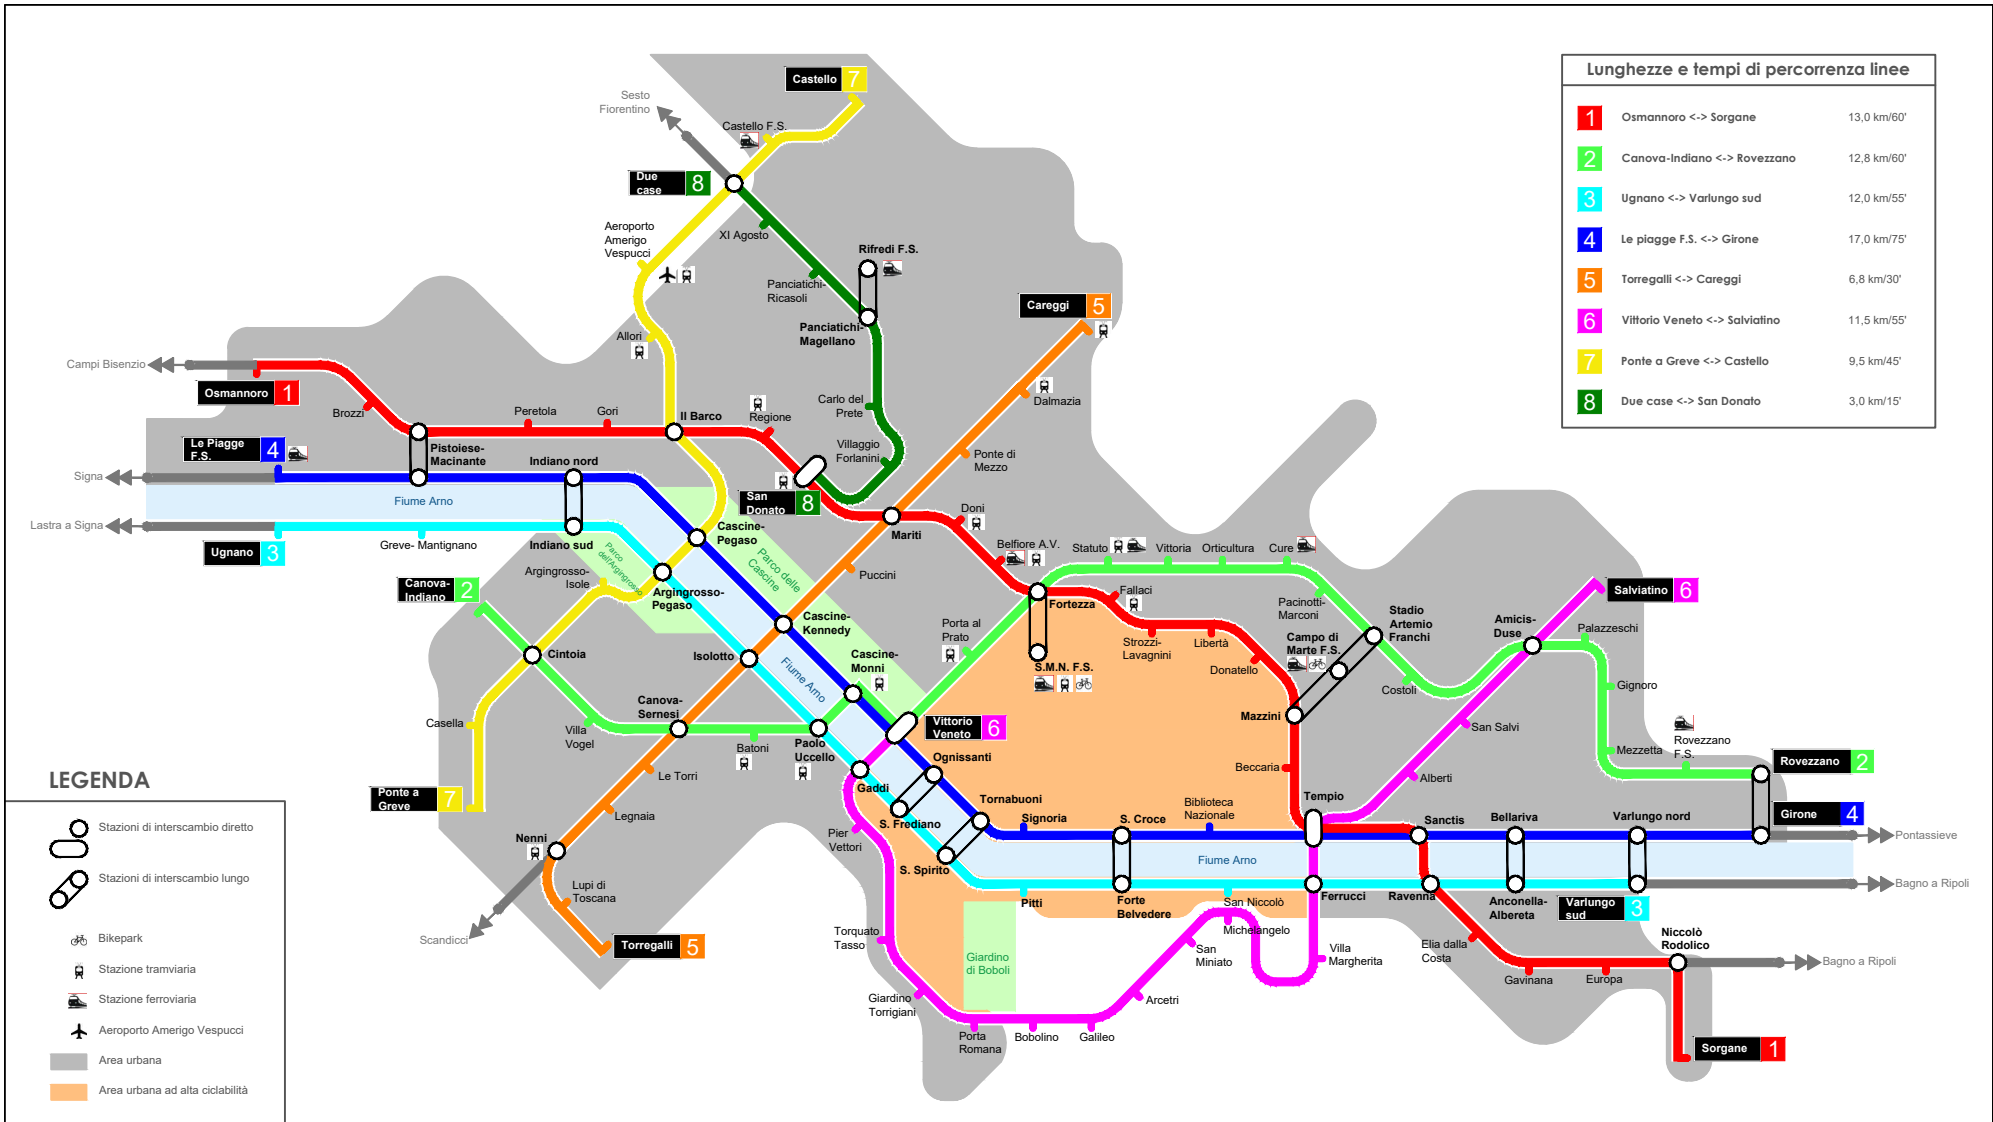 Lunghezze e tempi di percorrenza linee
1 Osmannoro <-> Sorgane 13,0 km/60'
2 Canova-Indiano <-> Rovezzano 12,8 km/60'
3 Ugnano <-> Varlungo sud 12,0 km/55'
4 Le piagge F.S. <-> Girone 17,0 km/75'
5 Torregalli <-> Careggi 6,8 km/30'
6 Vittorio Veneto <-> Salviatino 11,5 km/55'
7 Ponte a Greve <-> Castello 9,5 km/45'
8 Due case <-> San Donato 3,0 km/15'
Castello 7
Sesto
Fiorentino
Castello F.S.
Due
case
8
XI Agosto
Aeroporto
Amerigo
Vespucci
Rifredi F.S.
Panciatichi-
Ricasoli
Panciatichi-
Magellano
Careggi 5
Allori
Campi Bisenzio
Osmannoro 1
Brozzi
Peretola
Gori
Il Barco
Regione
Carlo del
Prete
Dalmazia
Villaggio
Forlanini
Ponte di
Mezzo
Le Piagge
F.S.
4
Pistoiese-
Macinante
Indiano nord
Signa
Fiume Arno
San
Donato
8
Lastra a Signa
Ugnano 3
Greve- Mantignano
Indiano sud
Cascine-
Pegaso
Mariti
Doni
Belfiore A.V.
Statuto
Vittoria
Orticultura
Cure
Parco
dell'Argingrosso
Parco delle
Cascine
Argingrosso-
Isole
Argingrosso-
Pegaso
Puccini
Canova-
Indiano
2
Fortezza
Fallaci
Pacinotti-
Marconi
Stadio
Artemio
Franchi
Salviatino 6
Amicis-
Duse
Palazzeschi
Cascine-
Kennedy
Porta al
Prato
Strozzi-
Lavagnini
Libertà
Donatello
Campo di
Marte F.S.
Cintoia
Isolotto
Cascine-
Monni
S.M.N. F.S.
Costoli
Gignoro
Fiume Arno
Canova-
Sernesi
Casella
Villa
Vogel
Batoni
Paolo
Uccello
Vittorio
Veneto
6
Mazzini
San Salvi
Rovezzano
F.S.
Mezzetta
Rovezzano 2
Ognissanti
Le Torri
Gaddi
Beccaria
Alberti
Ponte a
Greve
7
Legnaia
Tornabuoni
Signoria
S. Croce
Biblioteca
Nazionale
Tempio
Sanctis
Bellariva
Varlungo nord
Girone 4
S. Frediano
Pier
Vettori
Nenni
Pontassieve
Fiume Arno
S. Spirito
Lupi di
Toscana
Pitti
Forte
Belvedere
San Niccolò
Ferrucci
Ravenna
Anconella-
Albereta
Varlungo
sud
3
Bagno a Ripoli
Scandicci
Torregalli 5
Torquato
Tasso
Giardino
di Boboli
Michelangelo
San
Miniato
Villa
Margherita
Elia dalla
Costa
Niccolò
Rodolico
Bagno a Ripoli
Gavinana
Europa
Giardino
Torrigiani
Arcetri
Porta
Romana
Bobolino
Galileo
Sorgane 1
LEGENDA
Stazioni di interscambio diretto
Stazioni di interscambio lungo
Bikepark
Stazione tramviaria
Stazione ferroviaria
Aeroporto Amerigo Vespucci
Area urbana
Area urbana ad alta ciclabilità